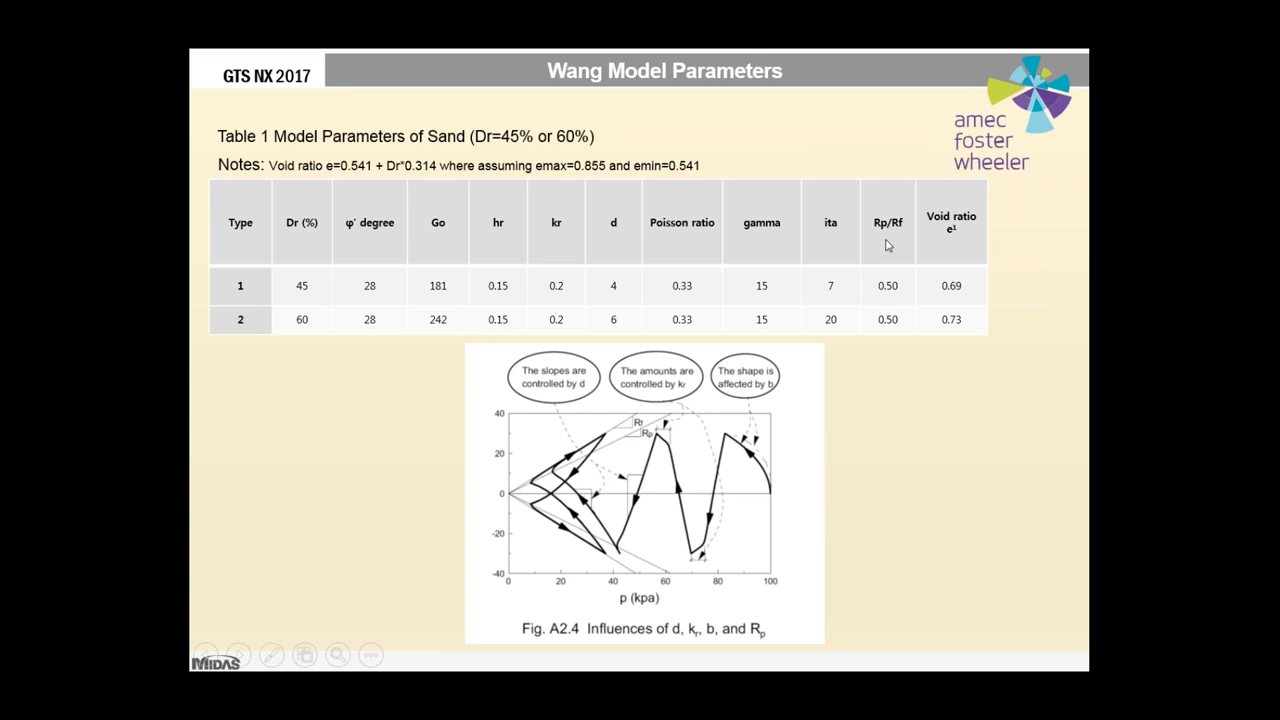 GTS NX 2017
Wang Model Parameters
amec
foster
wheeler
Table 1 Model Parameters of Sand (Dr=45% or 60%)
Notes: Void ratio e=0.541 + Dr*0.314 where assuming emax=0.855 and emin=0.541
Type Dr (%) φ' degree Go hr kr d Poisson ratio gamma ita Rp/Rf Void ratio e¹
1 45 28 181 0.15 0.2 4 0.33 15 7 0.50 0.69
2 60 28 242 0.15 0.2 6 0.33 15 20 0.50 0.73
The slopes are
controlled by d
The amounts are
controlled by kr
The shape is
affected by b
40
Rf
Rp
20
0
-20
-40
0 20 40 60 80 100
p (kpa)
Fig. A2.4 Influences of d, kr, b, and Rp
MIDAS